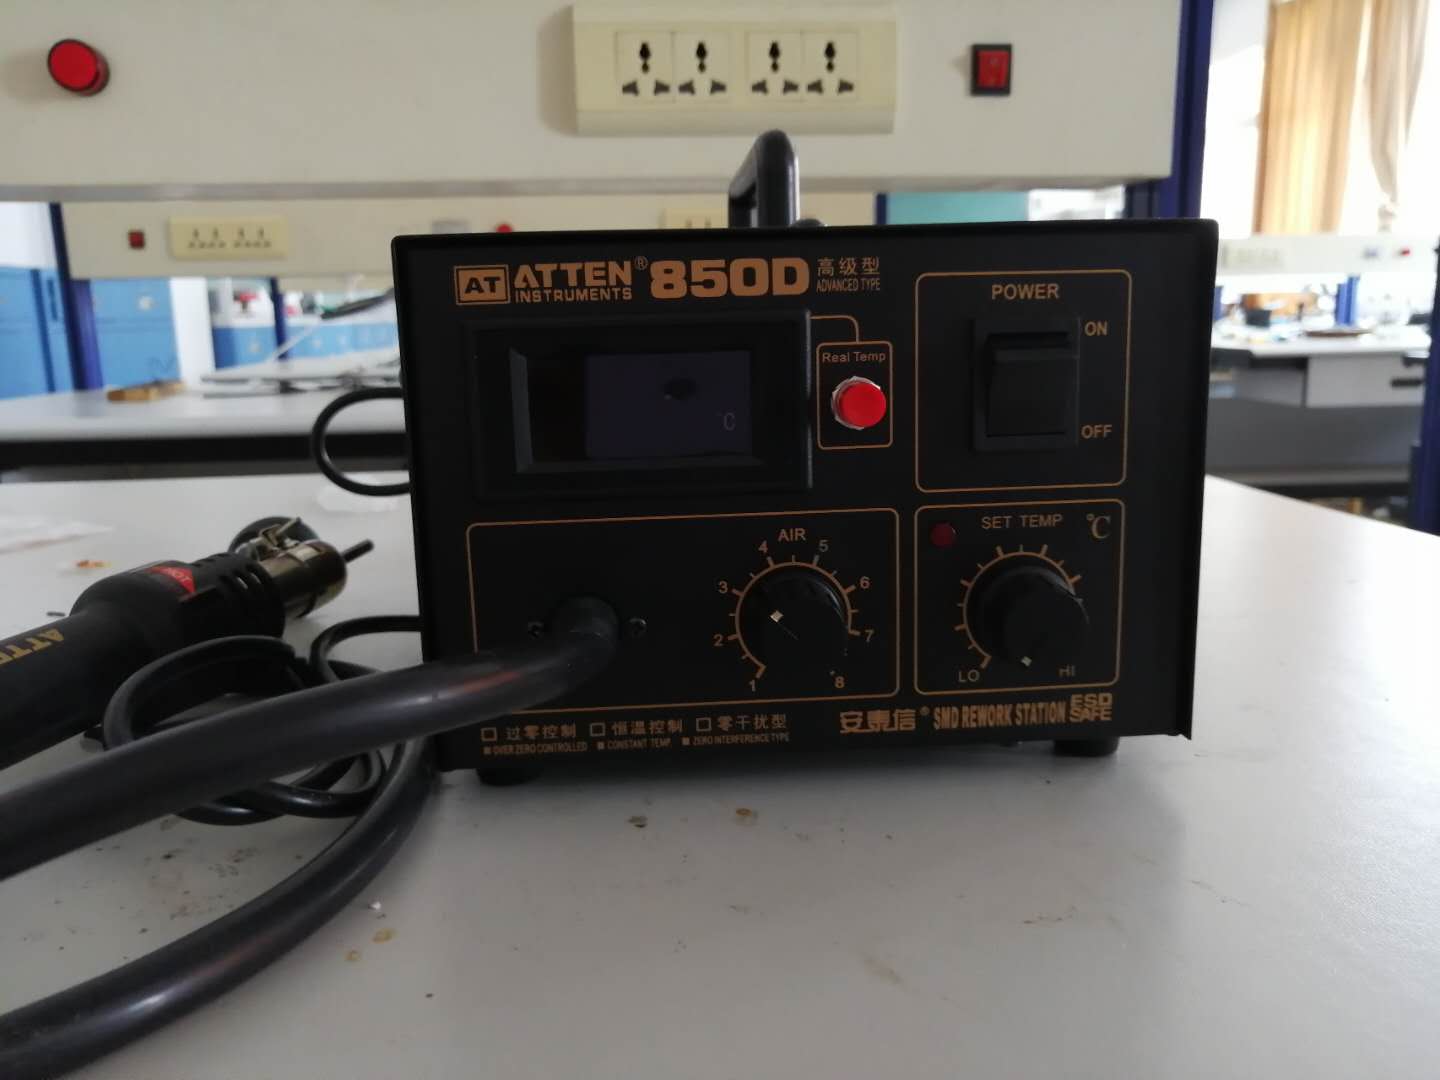 AT ATTEN® 850D 高级型
INSTRUMENTS ADVANCED TYPE
POWER
ON
OFF
Real Temp
℃
AIR
1 2 3 4 5 6 7 8
SET TEMP ℃
LO HI
过零控制 恒温控制 零干扰型
OVER ZERO CONTROLLED CONSTANT TEMP. ZERO INTERFERENCE TYPE
安泰信® SMD REWORK STATION ESD SAFE